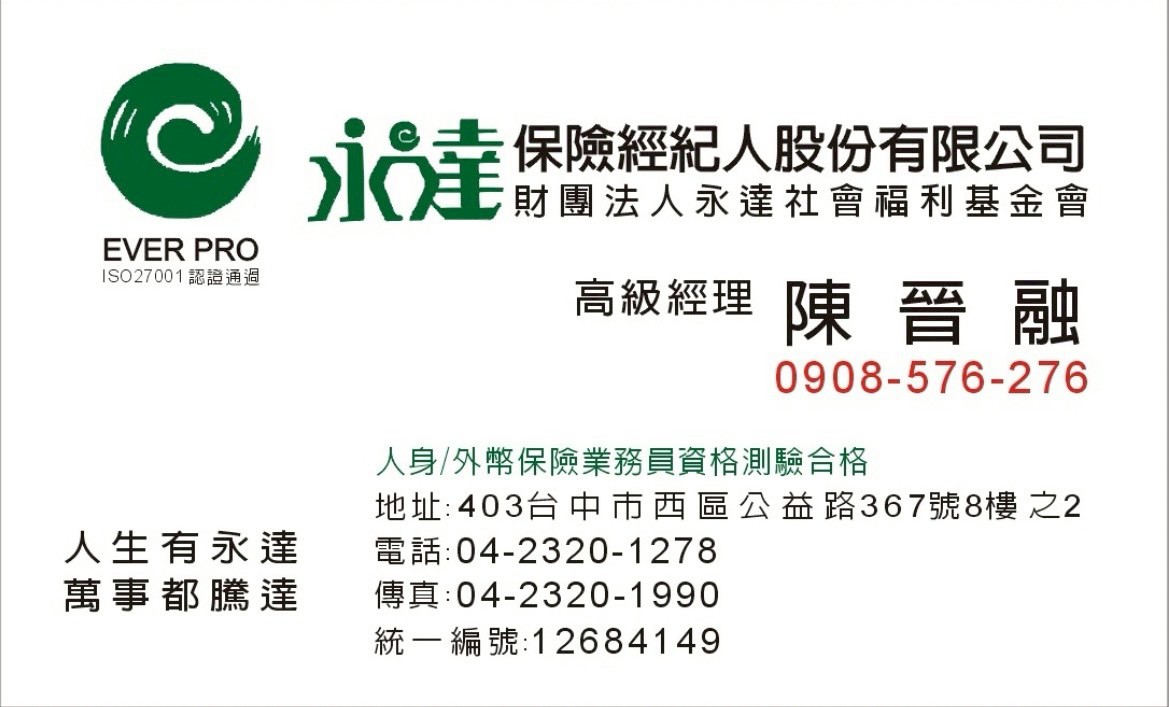 EVER PRO
ISO27001認證通過
永達保險經紀人股份有限公司
財團法人永達社會福利基金會
高級經理 陳晉融
0908-576-276
人身/外幣保險業務員資格測驗合格
地址:403台中市西區公益路367號8樓之2
電話:04-2320-1278
傳真:04-2320-1990
統一編號:12684149
人生有永達
萬事都騰達